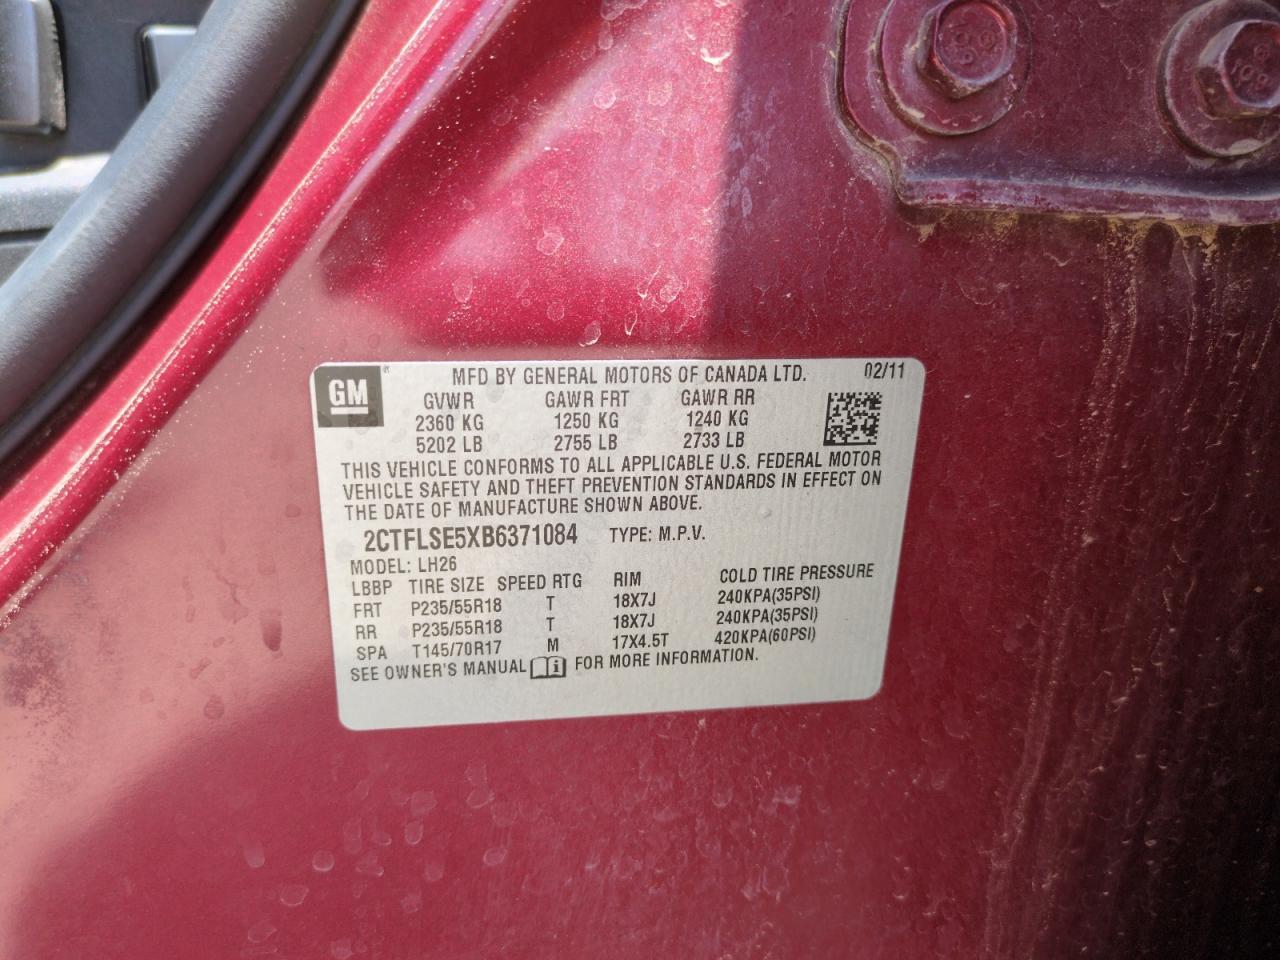 GM
MFD BY GENERAL MOTORS OF CANADA LTD. 02/11
GVWR GAWR FRT GAWR RR
2360 KG 1250 KG 1240 KG
5202 LB 2755 LB 2733 LB
THIS VEHICLE CONFORMS TO ALL APPLICABLE U.S. FEDERAL MOTOR
VEHICLE SAFETY AND THEFT PREVENTION STANDARDS IN EFFECT ON
THE DATE OF MANUFACTURE SHOWN ABOVE.
2CTFLSE5XB6371084 TYPE: M.P.V.
MODEL: LH26
LBBP TIRE SIZE SPEED RTG RIM COLD TIRE PRESSURE
FRT P235/55R18 T 18X7J 240KPA(35PSI)
RR P235/55R18 T 18X7J 240KPA(35PSI)
SPA T145/70R17 M 17X4.5T 420KPA(60PSI)
SEE OWNER'S MANUAL FOR MORE INFORMATION.